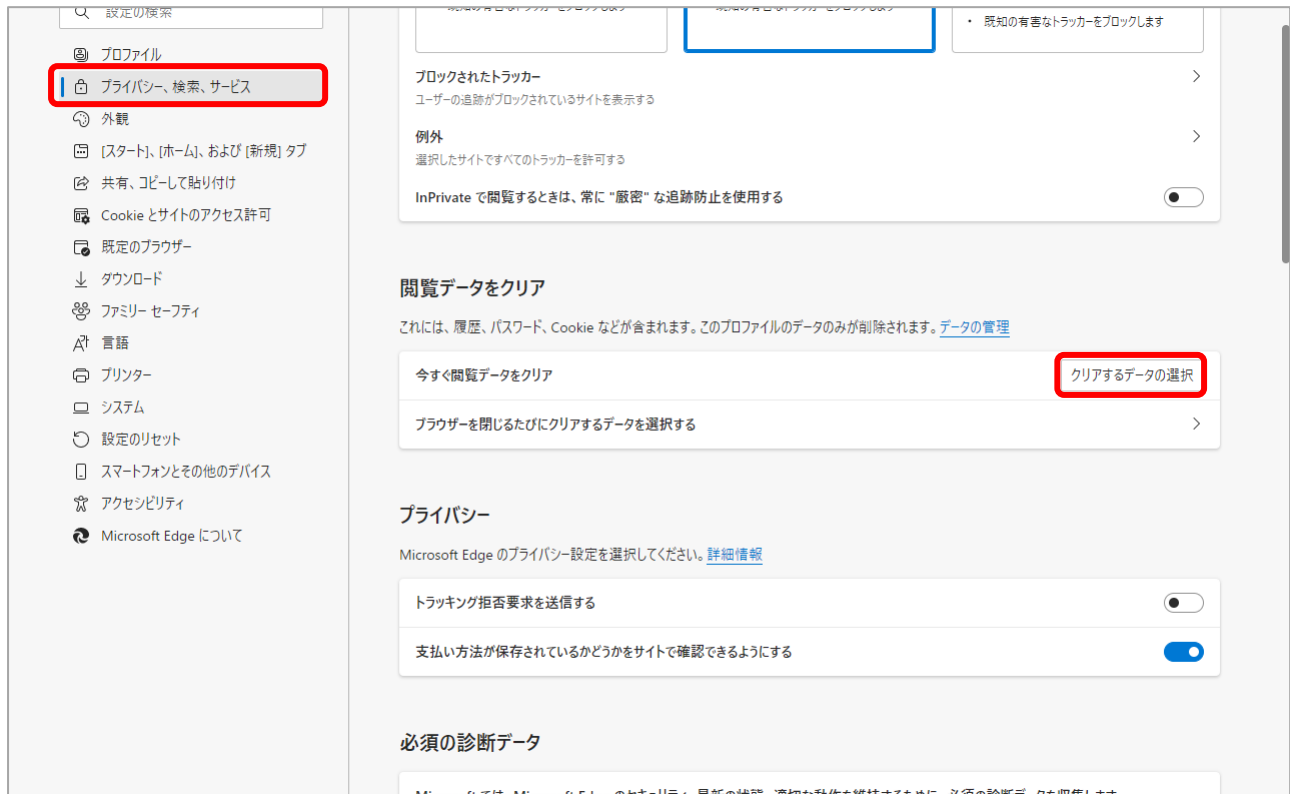 設定の検索
プロファイル
プライバシー、検索、サービス
外観
[スタート]、[ホーム]、および [新規] タブ
共有、コピーして貼り付け
Cookie とサイトのアクセス許可
既定のブラウザー
ダウンロード
ファミリー セーフティ
言語
プリンター
システム
設定のリセット
スマートフォンとその他のデバイス
アクセシビリティ
Microsoft Edge について
・ 既知の有害なトラッカーをブロックします
ブロックされたトラッカー
ユーザーの追跡がブロックされているサイトを表示する
例外
選択したサイトですべてのトラッカーを許可する
InPrivate で閲覧するときは、常に "厳密" な追跡防止を使用する
閲覧データをクリア
これには、履歴、パスワード、Cookie などが含まれます。このプロファイルのデータのみが削除されます。データの管理
今すぐ閲覧データをクリア
クリアするデータの選択
ブラウザーを閉じるたびにクリアするデータを選択する
プライバシー
Microsoft Edge のプライバシー設定を選択してください。詳細情報
トラッキング拒否要求を送信する
支払い方法が保存されているかどうかをサイトで確認できるようにする
必須の診断データ